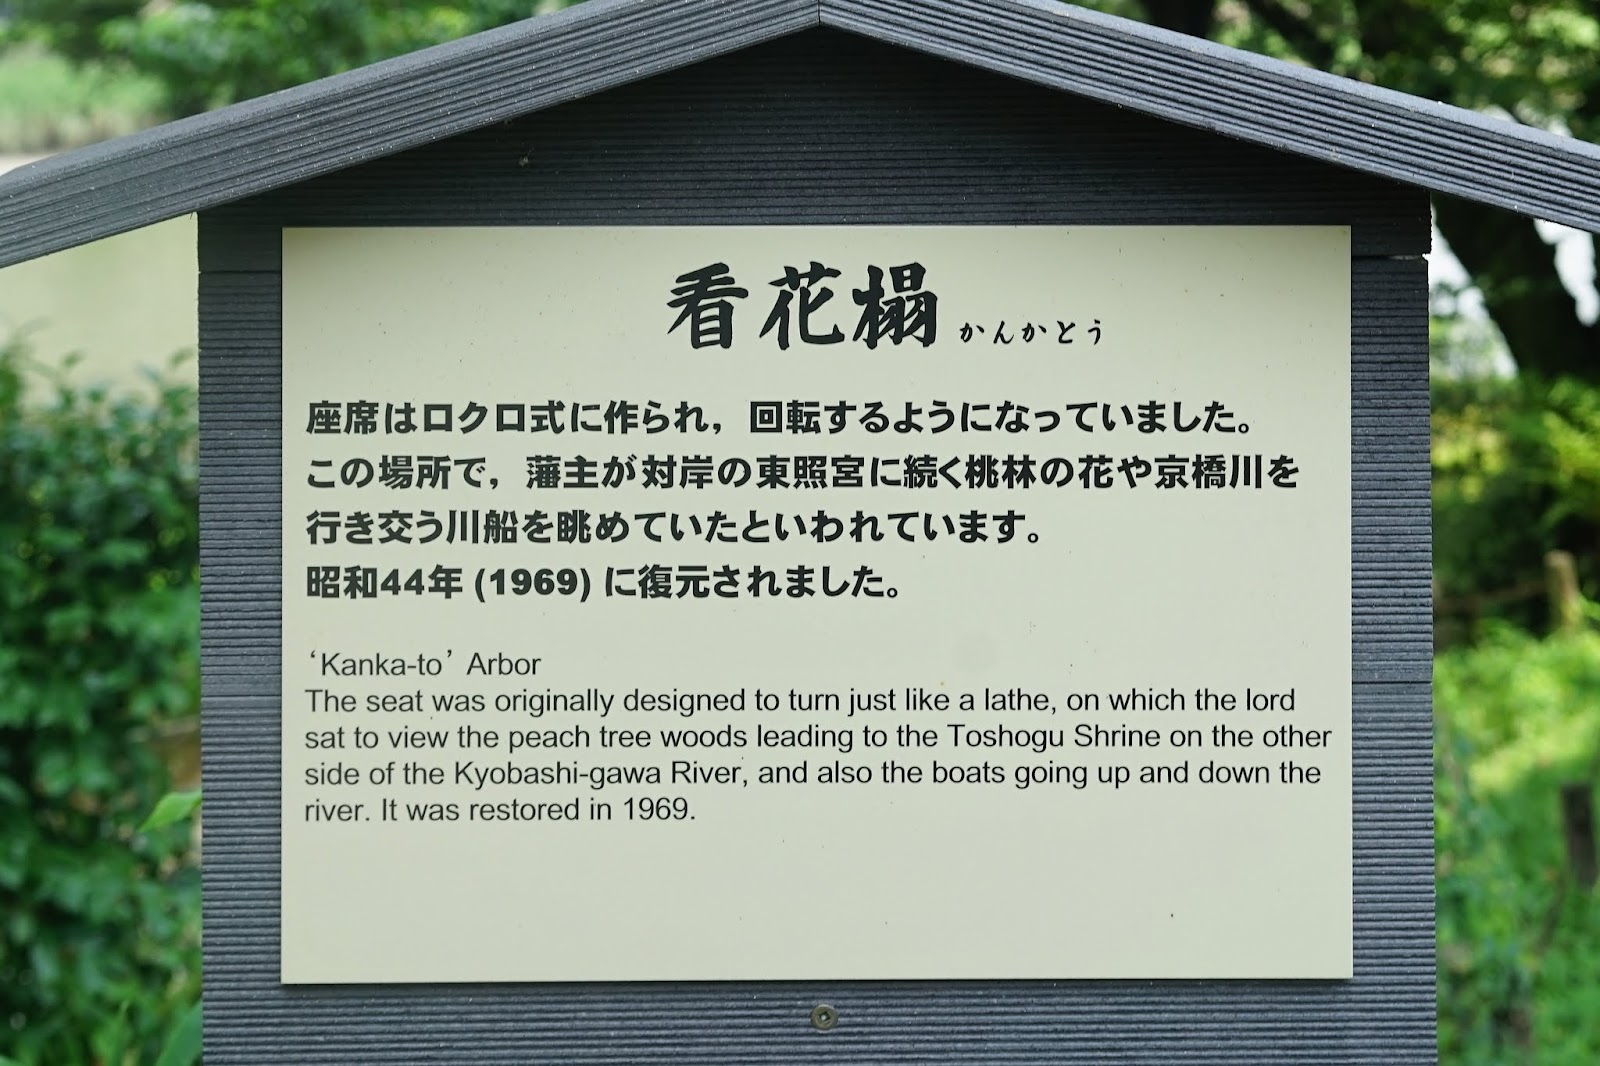 看花榻 かんかとう
座席はロクロ式に作られ，回転するようになっていました。
この場所で，藩主が対岸の東照宮に続く桃林の花や京橋川を
行き交う川船を眺めていたといわれています。
昭和44年 (1969) に復元されました。
‘Kanka-to’ Arbor
The seat was originally designed to turn just like a lathe, on which the lord
sat to view the peach tree woods leading to the Toshogu Shrine on the other
side of the Kyobashi-gawa River, and also the boats going up and down the
river. It was restored in 1969.